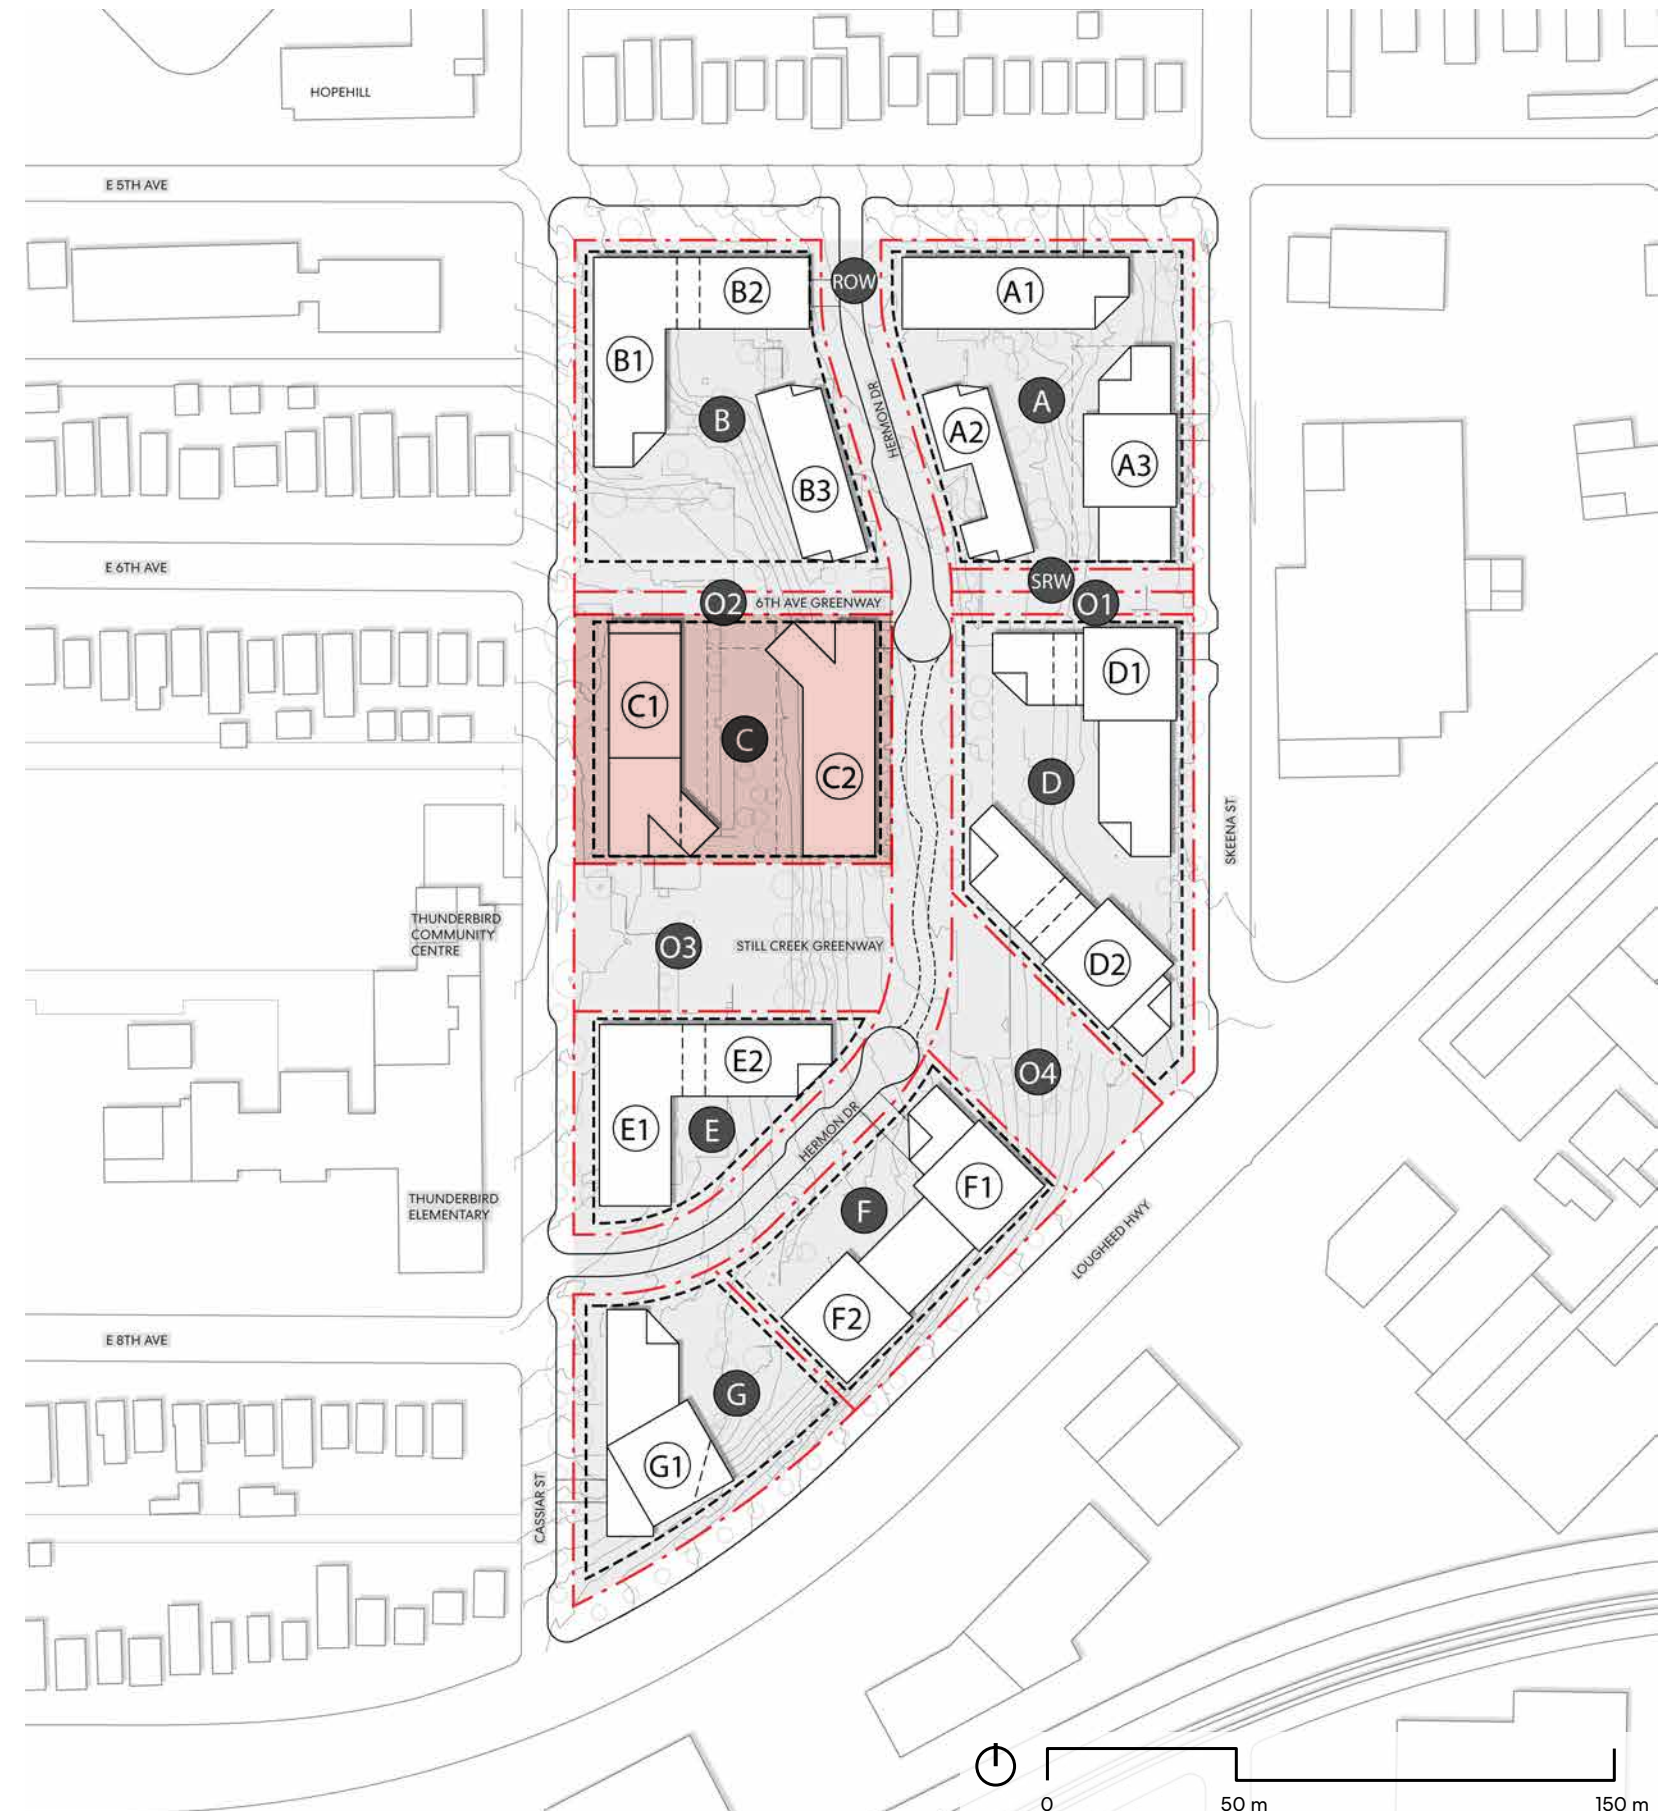 HOPEHILL
E 5TH AVE
ROW
B2
A1
B1
HERMON DR
A
B
A2
A3
B3
E 6TH AVE
SRW
O2
6TH AVE GREENWAY
O1
D1
C1
C
C2
D
SKEENA ST
THUNDERBIRD
COMMUNITY
CENTRE
O3
STILL CREEK GREENWAY
D2
E2
O4
E1
E
HERMON DR
THUNDERBIRD
ELEMENTARY
F1
F
LOUGHEED HWY
F2
E 8TH AVE
G
G1
CASSIAR ST
0
50 m
150 m